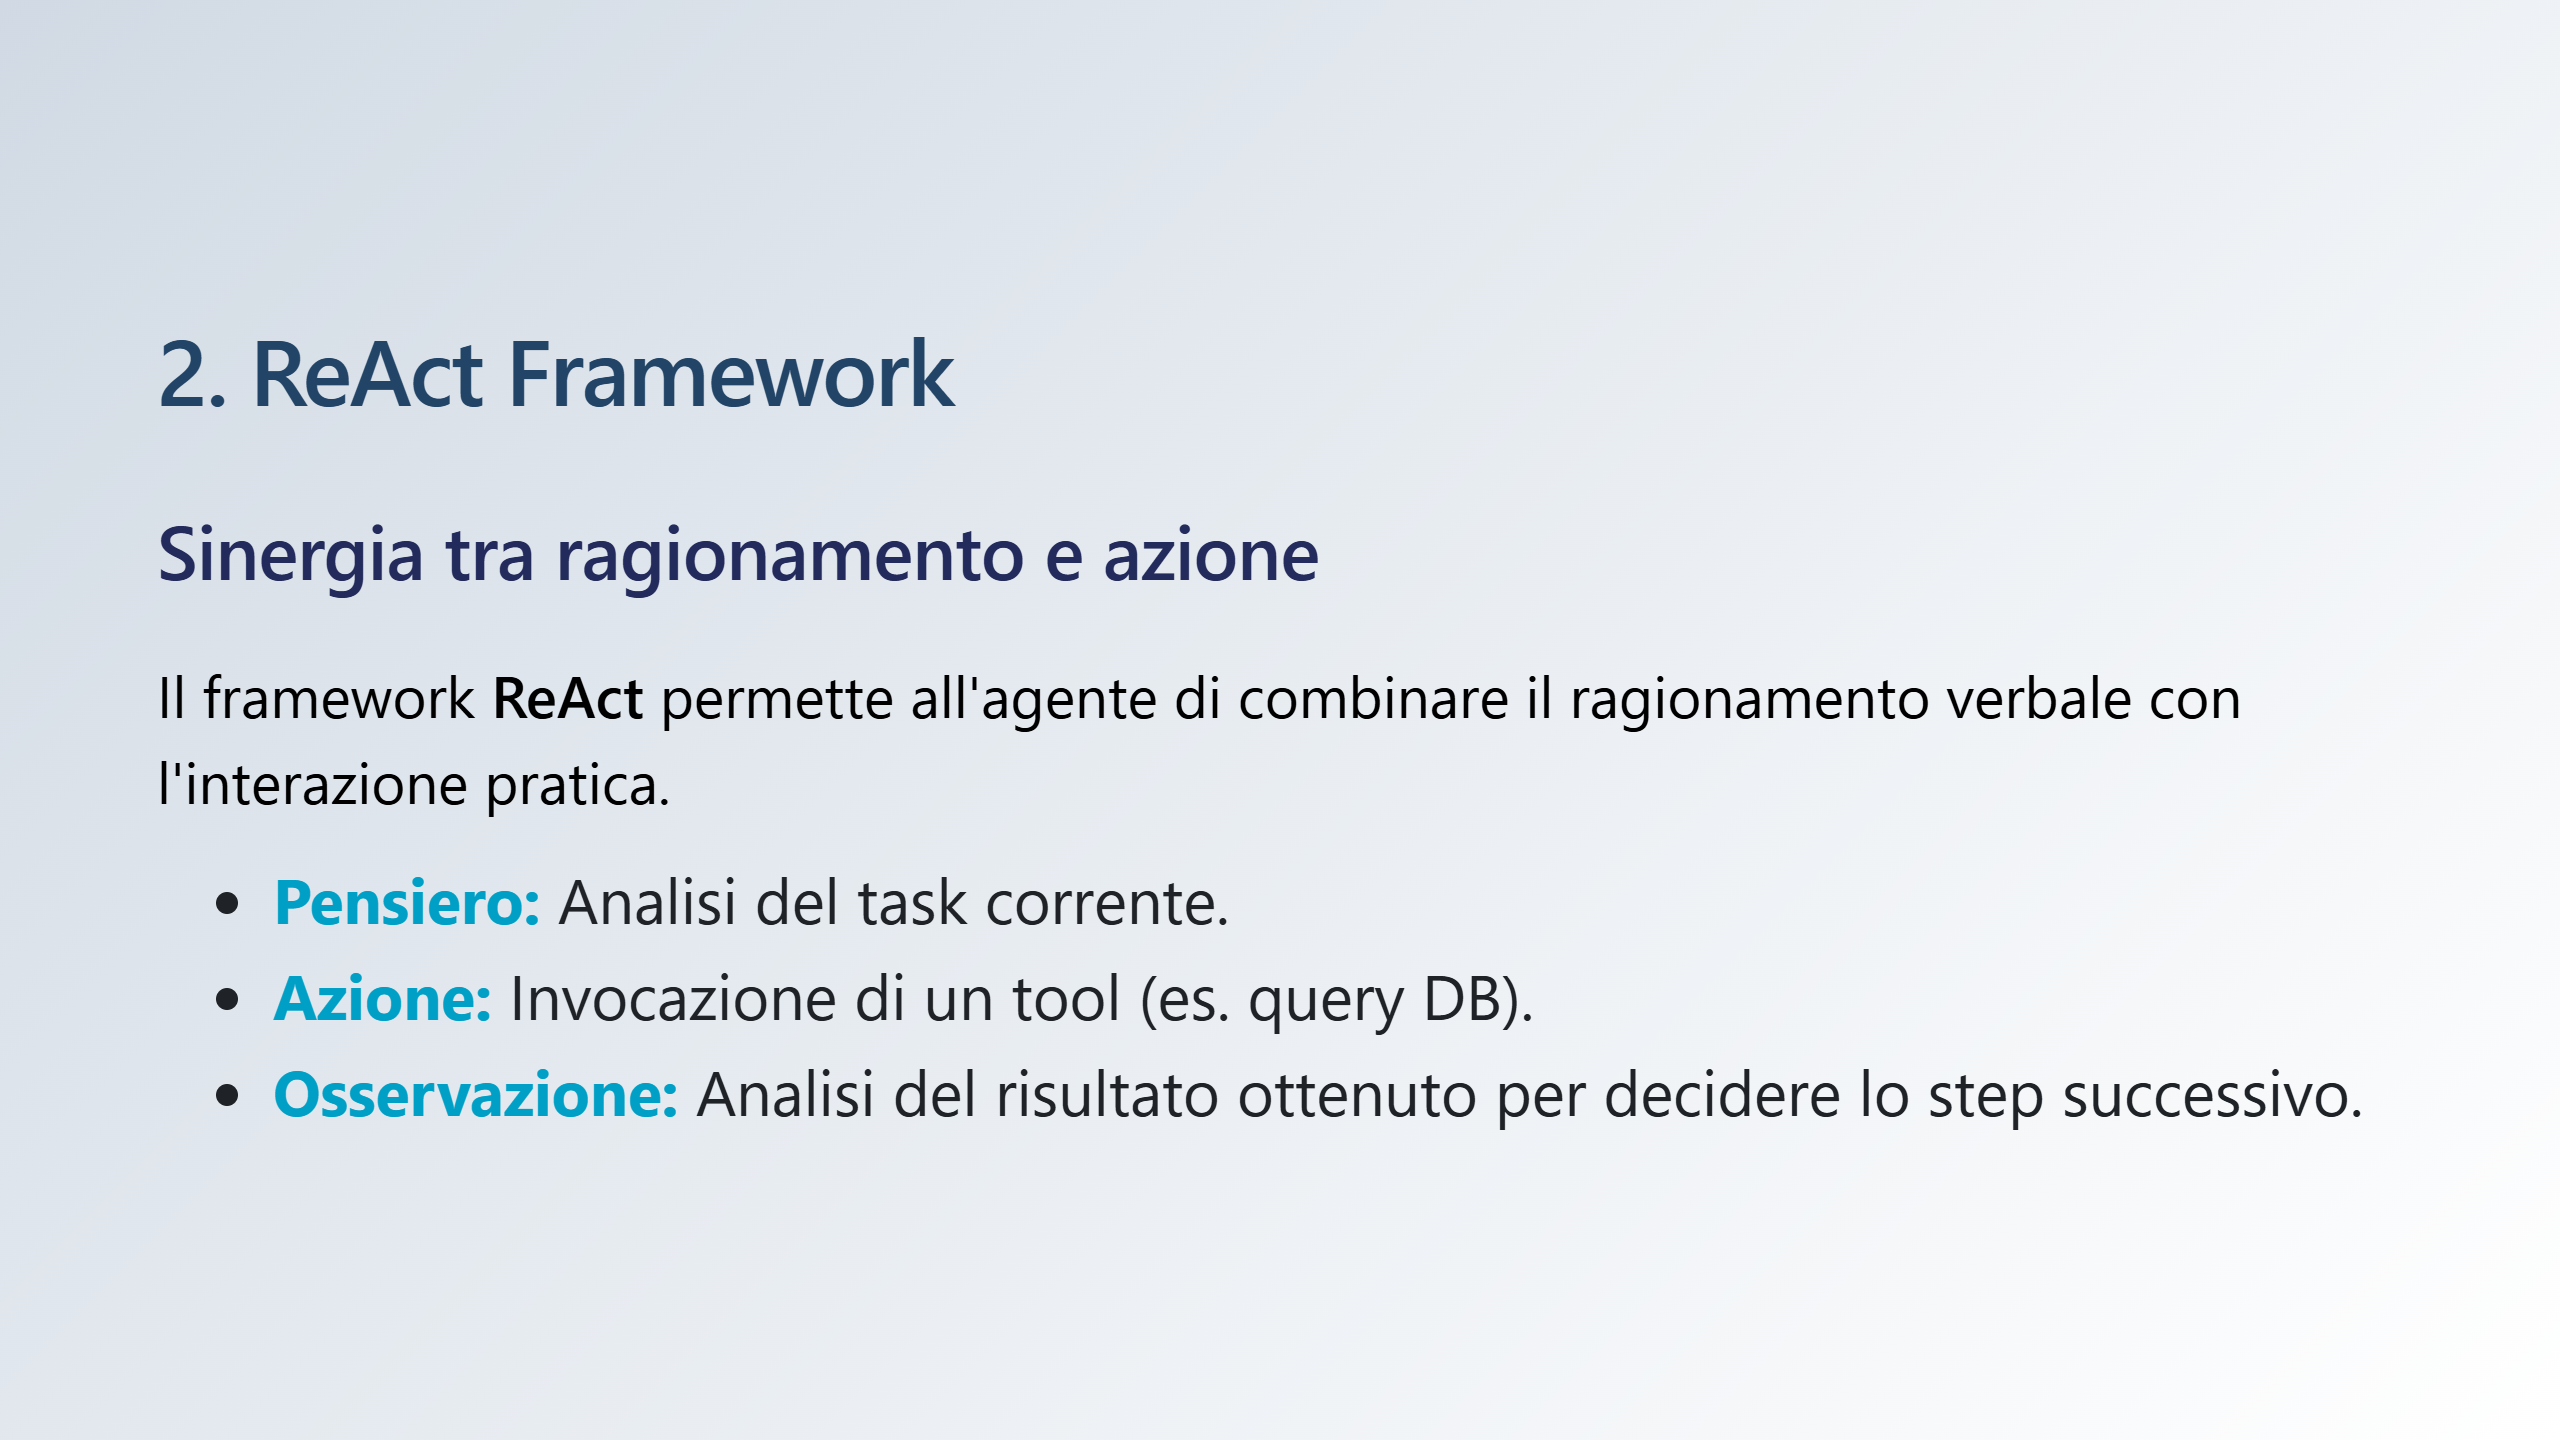 2. ReAct Framework
Sinergia tra ragionamento e azione
Il framework ReAct permette all'agente di combinare il ragionamento verbale con
l'interazione pratica.
• Pensiero: Analisi del task corrente.
• Azione: Invocazione di un tool (es. query DB).
• Osservazione: Analisi del risultato ottenuto per decidere lo step successivo.